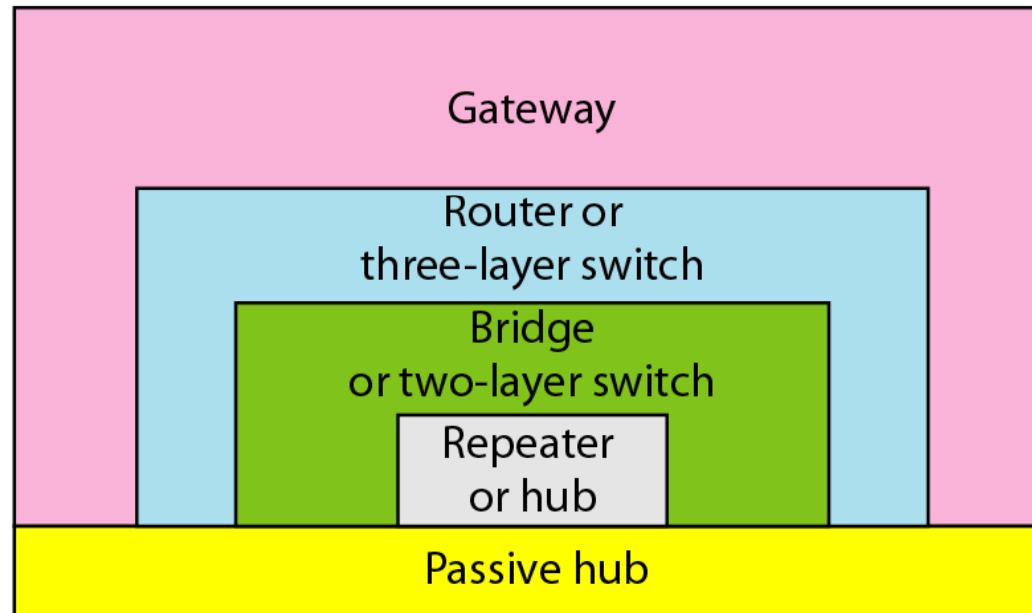 Gateway
Router or
three-layer switch
Bridge
or two-layer switch
Repeater
or hub
Passive hub